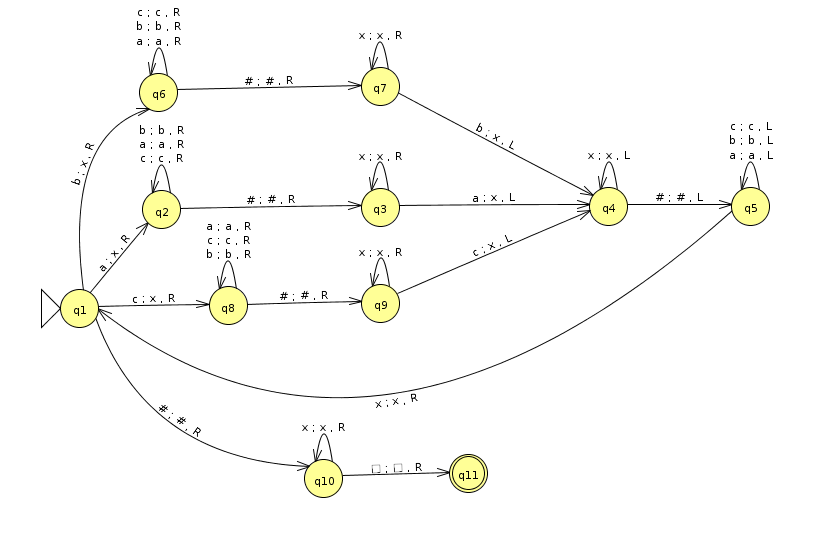 c ; c , R
b ; b , R
a ; a , R
q6
# ; # , R
x ; x , R
q7
b ; x , R
b ; x , L
b ; b , R
a ; a , R
c ; c , R
q2
# ; # , R
x ; x , R
q3
a ; x , L
x ; x , L
q4
# ; # , L
c ; c , L
b ; b , L
a ; a , L
q5
a ; x , R
a ; a , R
c ; c , R
b ; b , R
q8
# ; # , R
x ; x , R
q9
c ; x , L
q1
c ; x , R
x ; x , R
# ; # , R
x ; x , R
q10
□ ; □ , R
q11